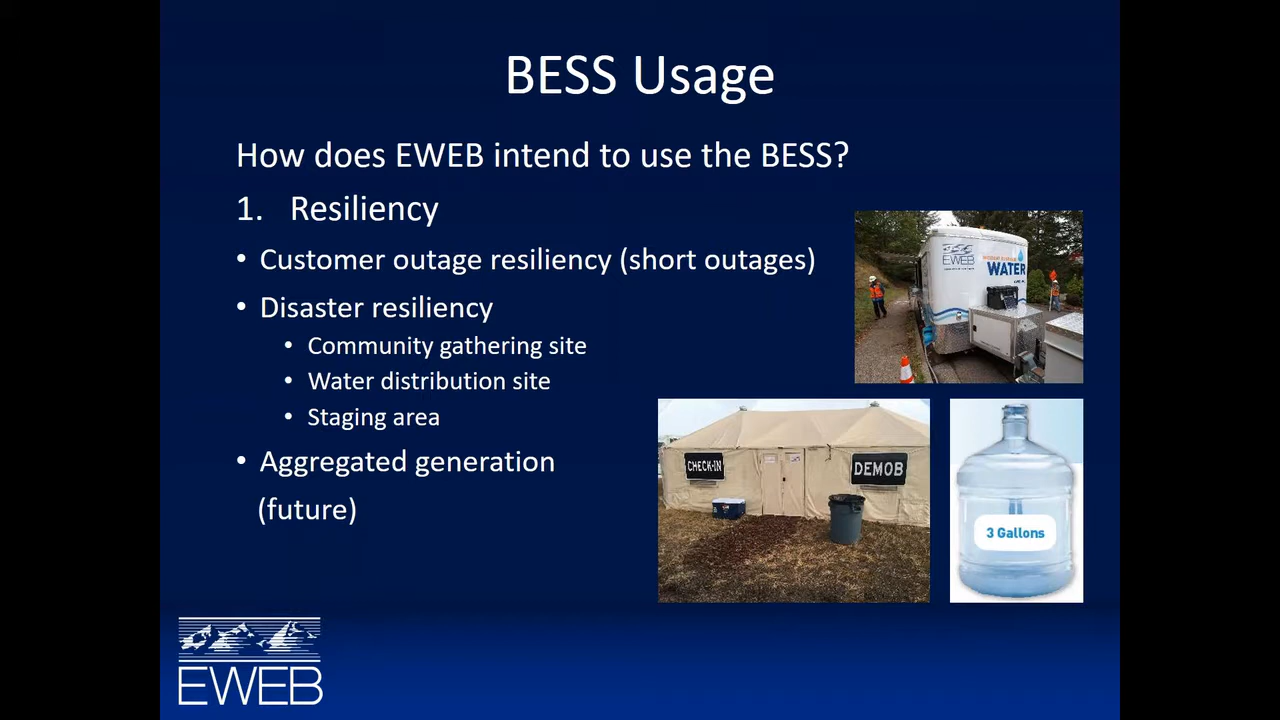 BESS Usage
How does EWEB intend to use the BESS?
1. Resiliency
• Customer outage resiliency (short outages)
• Disaster resiliency
• Community gathering site
• Water distribution site
• Staging area
• Aggregated generation
(future)
EWEB
WATER
CHECK-IN
DEMOB
3 Gallons
EWEB